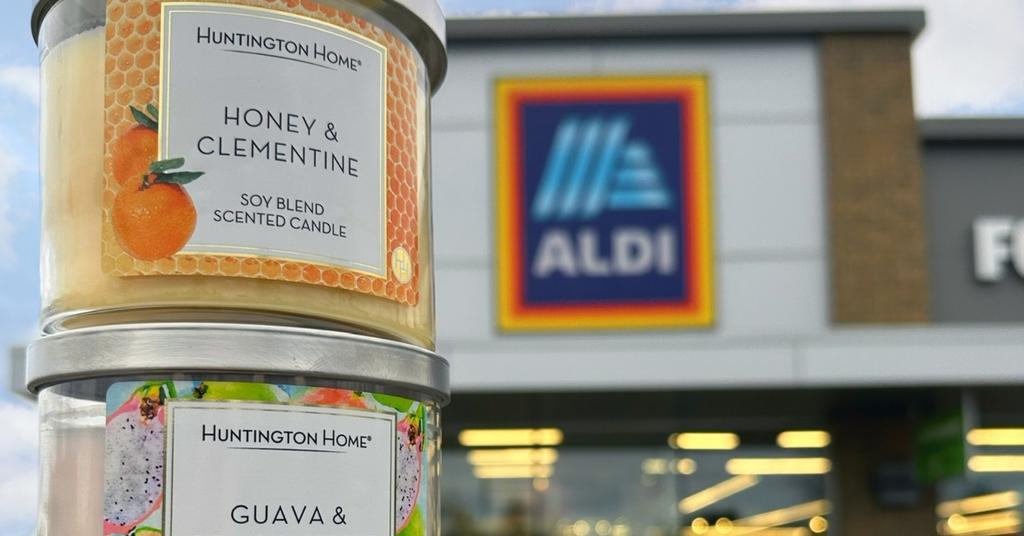 HUNTINGTON HOME®
HONEY &
CLEMENTINE
SOY BLEND
SCENTED CANDLE
HUNTINGTON HOME®
GUAVA &
ALDI